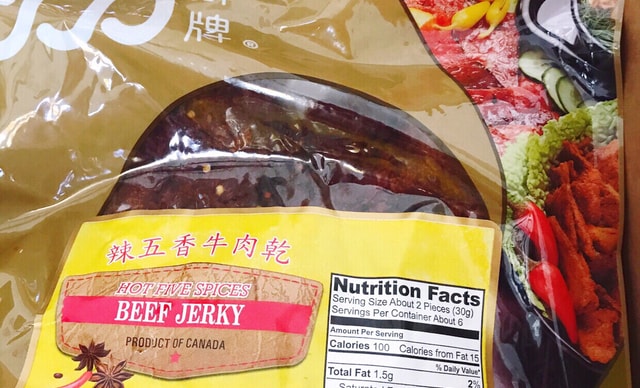 牌®
辣五香牛肉乾
HOT FIVE SPICES
BEEF JERKY
PRODUCT OF CANADA
Nutrition Facts
Serving Size About 2 Pieces (30g)
Servings Per Container About 6
Amount Per Serving
Calories 100 Calories from Fat 15
% Daily Value*
Total Fat 1.5g 2%